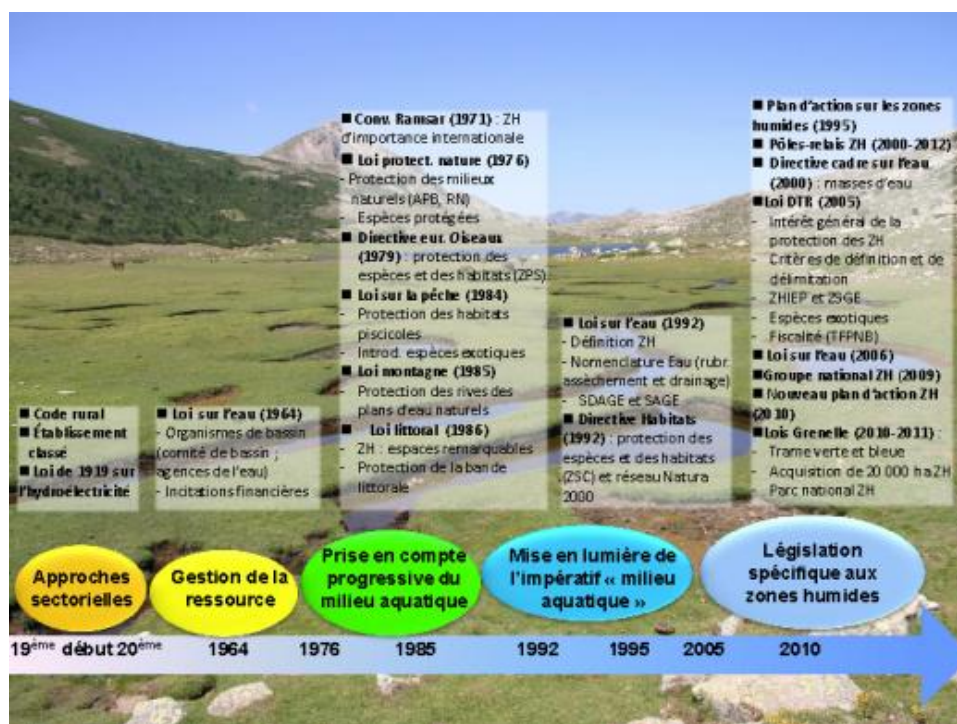 ■ Code rural
■ Établissement
classé
■ Loi de 1919 sur
l'hydroélectricité
■ Loi sur l'eau (1964)
- Organismes de bassin
(comité de bassin ;
agences de l'eau)
- Incitations financières
■ Conv. Ramsar (1971) : ZH
d'importance internationale
■ Loi protect. nature (1976)
- Protection des milieux
naturels (APB, RN)
- Espèces protégées
■ Directive eur. Oiseaux
(1979) : protection des
espèces et des habitats (ZPS)
■ Loi sur la pêche (1984)
- Protection des habitats
piscicoles
- Introd. espèces exotiques
■ Loi montagne (1985)
- Protection des rives des
plans d'eau naturels
■ Loi littoral (1986)
- ZH : espaces remarquables
- Protection de la bande
littorale
■ Loi sur l'eau (1992)
- Définition ZH
- Nomenclature Eau (rubr.
assèchement et drainage)
- SDAGE et SAGE
■ Directive Habitats
(1992) : protection des
espèces et des habitats
(ZSC) et réseau Natura
2000
■ Plan d'action sur les zones
humides (1995)
■ Pôles-relais ZH (2000-2012)
■ Directive cadre sur l'eau
(2000) : masses d'eau
■ Loi DTR (2005)
- Intérêt général de la
protection des ZH
- Critères de définition et de
délimitation
- ZHIEP et ZSGE
- Espèces exotiques
- Fiscalité (TFPNB)
■ Loi sur l'eau (2006)
■ Groupe national ZH (2009)
■ Nouveau plan d'action ZH
(2010)
■ Lois Grenelle (2010-2011) :
- Trame verte et bleue
- Acquisition de 20 000 ha ZH
- Parc national ZH
Approches
sectorielles
Gestion de la
ressource
Prise en compte
progressive du
milieu aquatique
Mise en lumière de
l'impératif « milieu
aquatique »
Législation
spécifique aux
zones humides
19ème début 20ème 1964 1976 1985 1992 1995 2005 2010